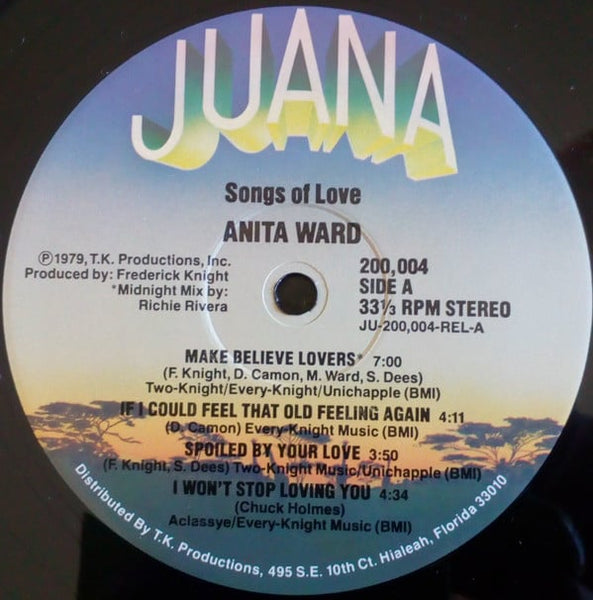 JUANA
Songs of Love
ANITA WARD
Ⓟ1979, T.K. Productions, Inc.
Produced by: Frederick Knight
*Midnight Mix by:
Richie Rivera
200,004
SIDE A
33⅓ RPM STEREO
JU-200,004-REL-A
MAKE BELIEVE LOVERS* 7:00
(F. Knight, D. Camon, M. Ward, S. Dees)
Two-Knight/Every-Knight/Unichapple (BMI)
IF I COULD FEEL THAT OLD FEELING AGAIN 4:11
(D. Camon) Every-Knight Music (BMI)
SPOILED BY YOUR LOVE 3:50
(F. Knight, S. Dees) Two-Knight Music/Unichapple (BMI)
I WON'T STOP LOVING YOU 4:34
(Chuck Holmes)
Aclassye/Every-Knight Music (BMI)
Distributed By T.K. Productions, 495 S.E. 10th Ct. Hialeah, Florida 33010